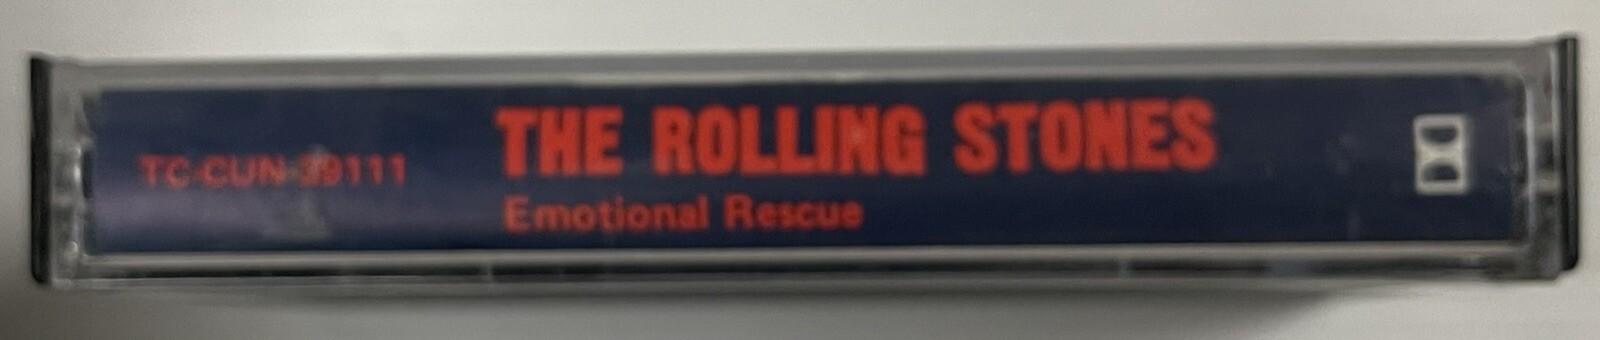 TC-CUN-39111
THE ROLLING STONES
Emotional Rescue